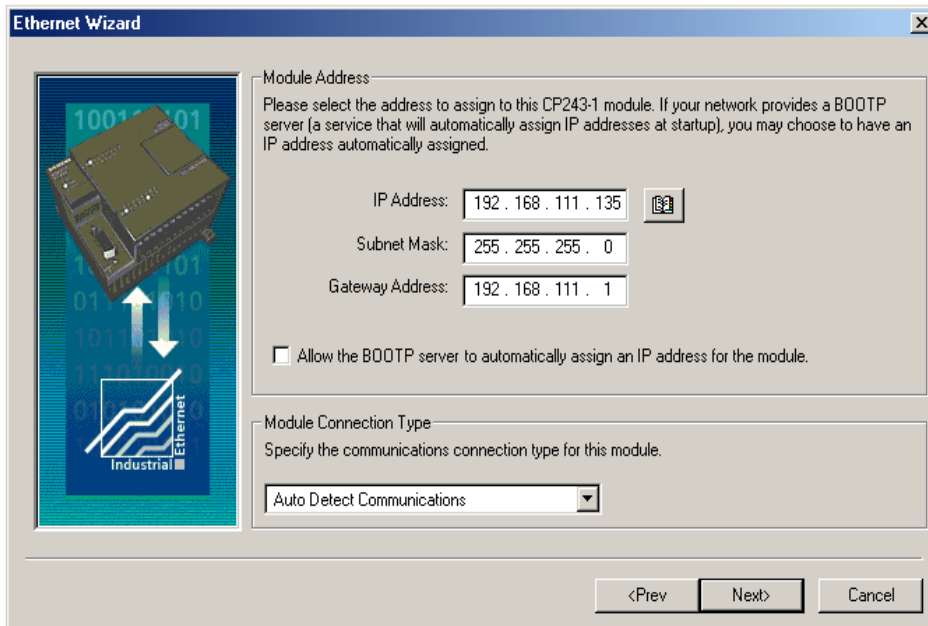 Ethernet Wizard
Module Address
Please select the address to assign to this CP243-1 module. If your network provides a BOOTP
server (a service that will automatically assign IP addresses at startup), you may choose to have an
IP address automatically assigned.
IP Address: 192 . 168 . 111 . 135
Subnet Mask: 255 . 255 . 255 . 0
Gateway Address: 192 . 168 . 111 . 1
Allow the BOOTP server to automatically assign an IP address for the module.
Module Connection Type
Specify the communications connection type for this module.
Auto Detect Communications
Industrial
Ethernet
<Prev
Next>
Cancel